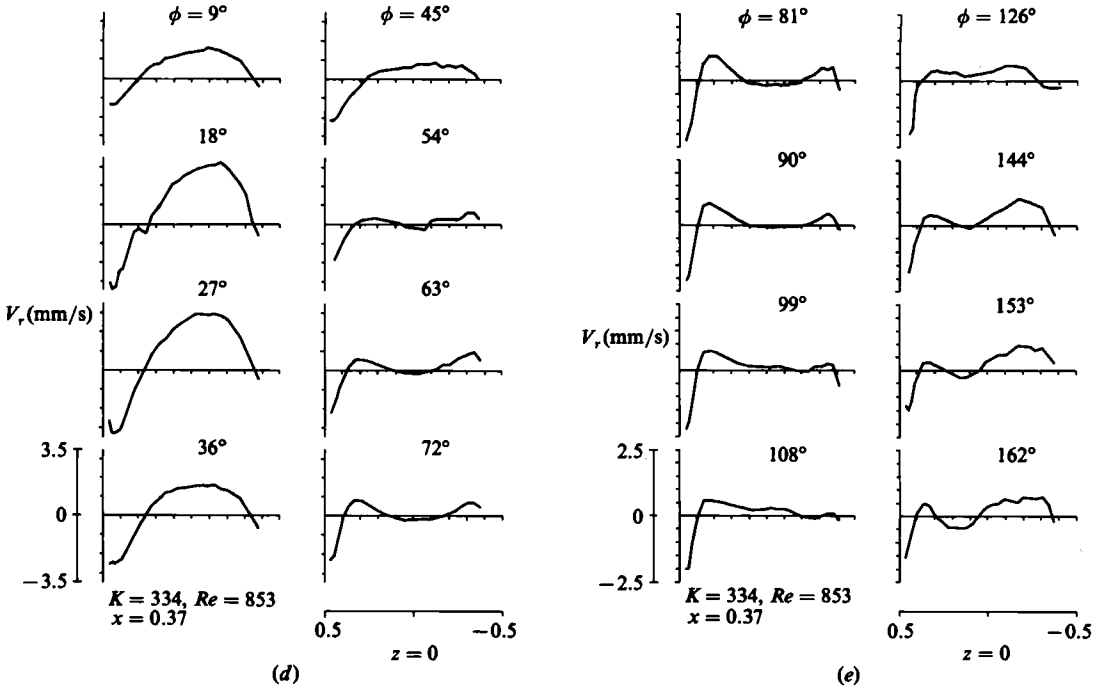 ϕ = 9°
ϕ = 45°
18°
54°
27°
63°
V_r(mm/s)
36°
72°
3.5
0
−3.5
K = 334, Re = 853
x = 0.37
0.5
−0.5
z = 0
(d)
ϕ = 81°
ϕ = 126°
90°
144°
99°
153°
V_r(mm/s)
108°
162°
2.5
0
−2.5
K = 334, Re = 853
x = 0.37
0.5
−0.5
z = 0
(e)